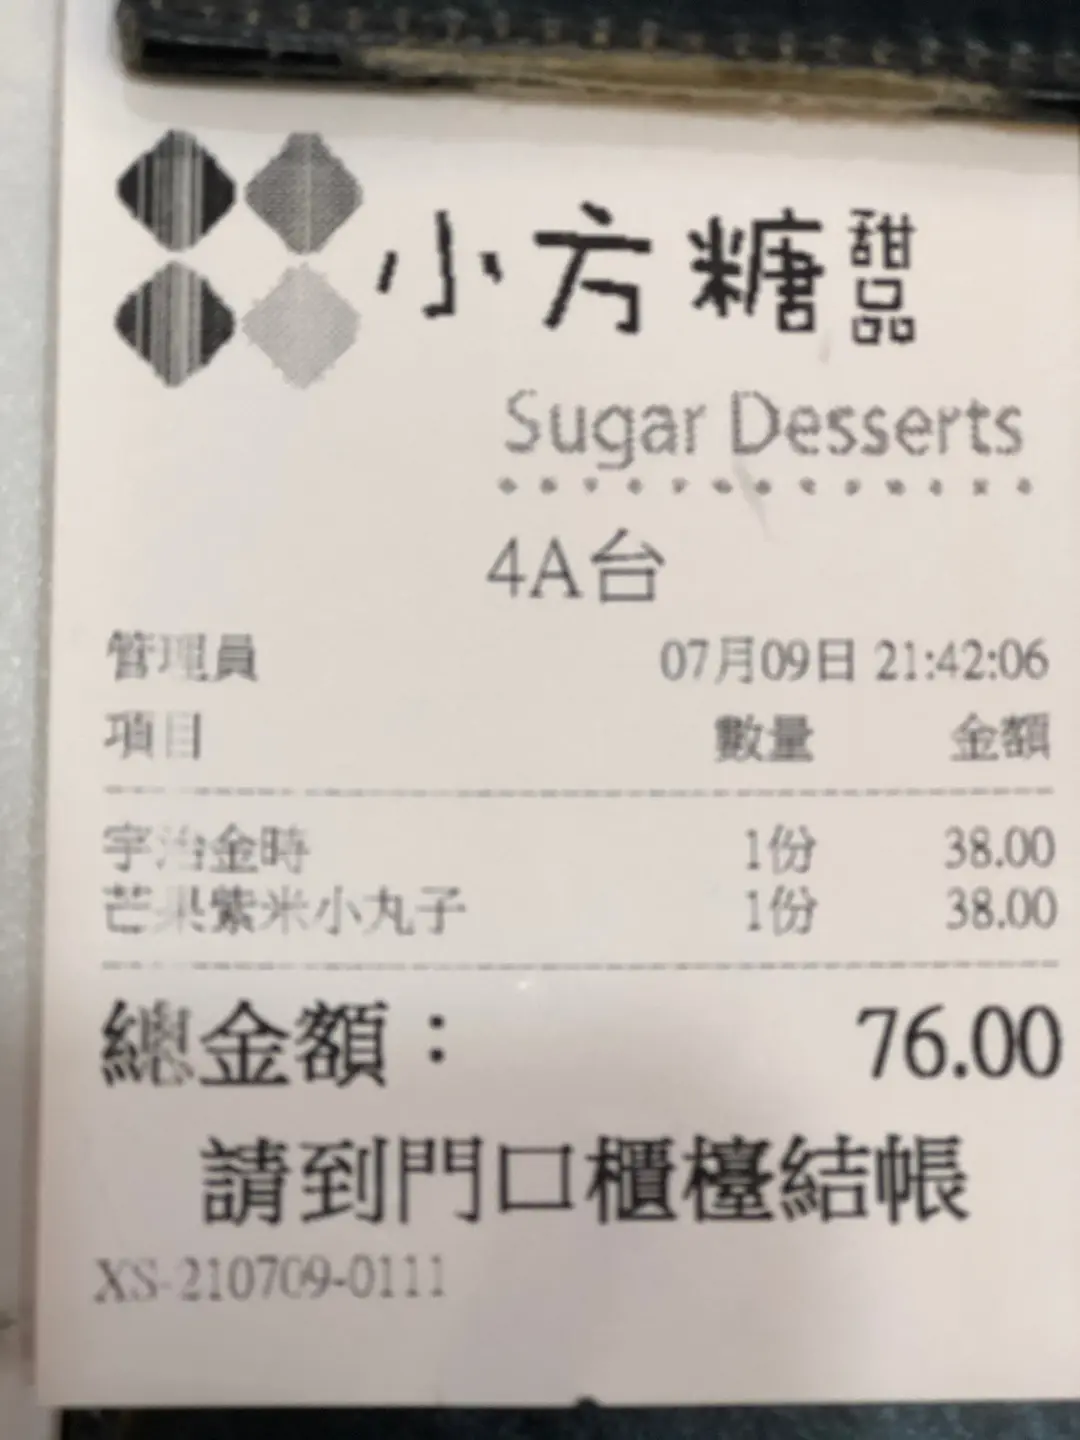 小方糖甜品
Sugar Desserts
4A台
管理員 07月09日 21:42:06
項目 數量 金額
宇治金時 1份 38.00
芒果紫米小丸子 1份 38.00
總金額： 76.00
請到門口櫃檯結帳
XS-210709-0111